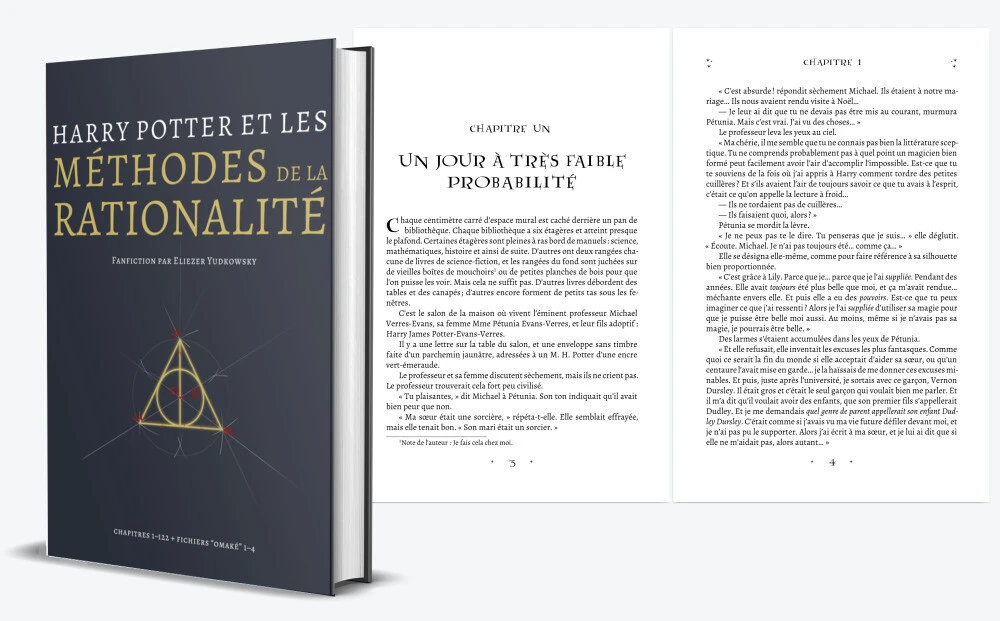 HARRY POTTER ET LES
MÉTHODES DE LA
RATIONALITÉ
FANFICTION PAR ELIEZER YUDKOWSKY
CHAPITRES 1–122 + FICHIERS "OMAKÉ" 1–4
CHAPITRE UN
UN JOUR À TRÈS FAIBLE
PROBABILITÉ
Chaque centimètre carré d'espace mural est caché derrière un pan de
bibliothèque. Chaque bibliothèque a six étagères et atteint presque
le plafond. Certaines étagères sont pleines à ras bord de manuels : science,
mathématiques, histoire et ainsi de suite. D'autres ont deux rangées cha-
cune de livres de science-fiction, et les rangées du fond sont juchées sur
de vieilles boîtes de mouchoirs¹ ou de petites planches de bois pour que
l'on puisse les voir. Mais cela ne suffit pas. D'autres livres débordent des
tables et des canapés ; d'autres encore forment de petits tas sous les fe-
nêtres.
C'est le salon de la maison où vivent l'éminent professeur Michael
Verres-Evans, sa femme Mme Pétunia Evans-Verres, et leur fils adoptif :
Harry James Potter-Evans-Verres.
Il y a une lettre sur la table du salon, et une enveloppe sans timbre
faite d'un parchemin jaunâtre, adressées à un M. H. Potter d'une encre
vert-émeraude.
Le professeur et sa femme discutent sèchement, mais ils ne crient pas.
Le professeur trouverait cela fort peu civilisé.
« Tu plaisantes, » dit Michael à Pétunia. Son ton indiquait qu'il avait
bien peur que non.
« Ma sœur était une sorcière, » répéta-t-elle. Elle semblait effrayée,
mais elle tenait bon. « Son mari était un sorcier. »
¹Note de l'auteur : Je fais cela chez moi.
3
CHAPITRE 1
« C'est absurde ! répondit sèchement Michael. Ils étaient à notre ma-
riage… Ils nous avaient rendu visite à Noël…
— Je leur ai dit que tu ne devais pas être mis au courant, murmura
Pétunia. Mais c'est vrai. J'ai vu des choses… »
Le professeur leva les yeux au ciel.
« Ma chérie, il me semble que tu ne connais pas bien la littérature scep-
tique. Tu ne comprends probablement pas à quel point un magicien bien
formé peut facilement avoir l'air d'accomplir l'impossible. Est-ce que tu
te souviens de la fois où j'ai appris à Harry comment tordre des petites
cuillères ? Et s'ils avaient l'air de toujours savoir ce que tu avais à l'esprit,
c'était ce qu'on appelle la lecture à froid…
— Ils ne tordaient pas de cuillères…
— Ils faisaient quoi, alors ? »
Pétunia se mordit la lèvre.
« Je ne peux pas te le dire. Tu penseras que je suis… » elle déglutit.
« Écoute. Michael. Je n'ai pas toujours été… comme ça… »
Elle se désigna elle-même, comme pour faire référence à sa silhouette
bien proportionnée.
« C'est grâce à Lily. Parce que je… parce que je l'ai suppliée. Pendant des
années. Elle avait toujours été plus belle que moi, et ça m'avait rendue…
méchante envers elle. Et puis elle a eu des pouvoirs. Est-ce que tu peux
imaginer ce que j'ai ressenti ? Alors je l'ai suppliée d'utiliser sa magie pour
que je puisse être belle moi aussi. Au moins, même si je n'avais pas sa
magie, je pourrais être belle. »
Des larmes s'étaient accumulées dans les yeux de Pétunia.
« Et elle refusait, elle inventait les excuses les plus fantasques. Comme
quoi ce serait la fin du monde si elle acceptait d'aider sa sœur, ou qu'un
centaure l'avait mise en garde… je la haïssais de me donner ces excuses mi-
nables. Et puis, juste après l'université, je sortais avec ce garçon, Vernon
Dursley. Il était gros et c'était le seul garçon qui voulait bien me parler. Et
il m'a dit qu'il voulait avoir des enfants, que son premier fils s'appellerait
Dudley. Et je me demandais quel genre de parent appellerait son enfant Dud-
ley Dursley. C'était comme si j'avais vu ma vie future défiler devant moi, et
je n'ai pas pu le supporter. Alors j'ai écrit à ma sœur, et je lui ai dit que si
elle ne m'aidait pas, alors autant… »
4